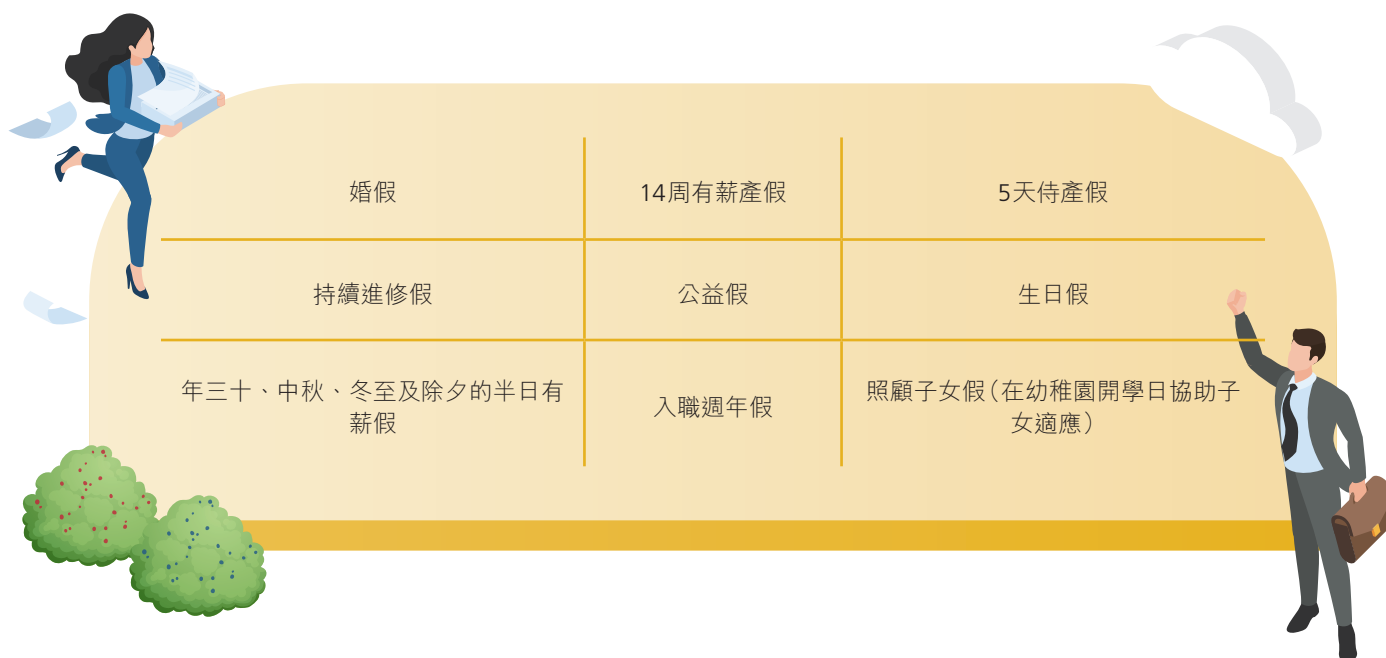 婚假
14周有薪產假
5天侍產假
持續進修假
公益假
生日假
年三十、中秋、冬至及除夕的半日有
薪假
入職週年假
照顧子女假(在幼稚園開學日協助子
女適應)